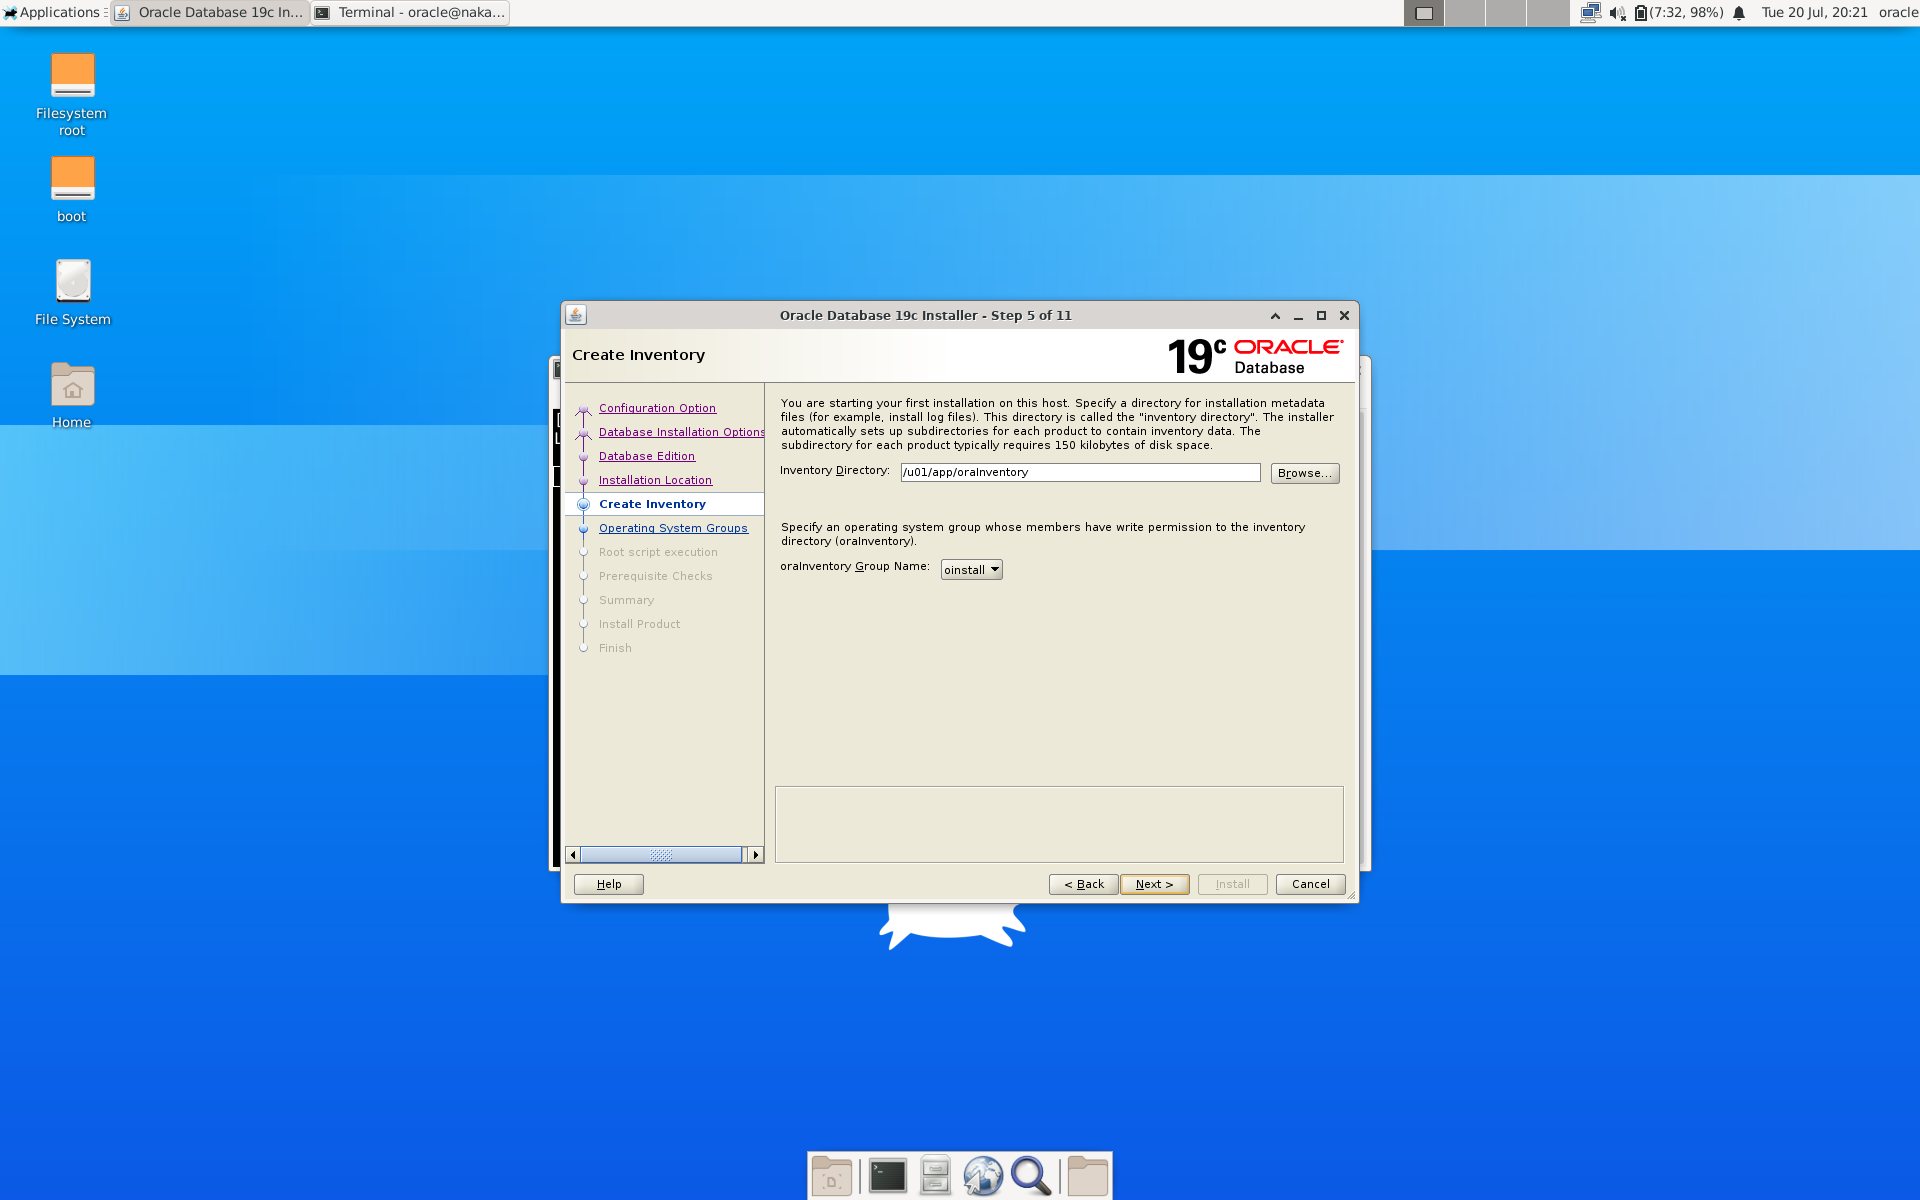 Applications
Oracle Database 19c In...
Terminal - oracle@naka...
(7:32, 98%)
Tue 20 Jul, 20:21
oracle
Filesystem
root
boot
File System
Home
Oracle Database 19c Installer - Step 5 of 11
Create Inventory
19c ORACLE
Database
Configuration Option
Database Installation Options
Database Edition
Installation Location
Create Inventory
Operating System Groups
Root script execution
Prerequisite Checks
Summary
Install Product
Finish
You are starting your first installation on this host. Specify a directory for installation metadata
files (for example, install log files). This directory is called the "inventory directory". The installer
automatically sets up subdirectories for each product to contain inventory data. The
subdirectory for each product typically requires 150 kilobytes of disk space.
Inventory Directory: /u01/app/oraInventory Browse...
Specify an operating system group whose members have write permission to the inventory
directory (oraInventory).
oraInventory Group Name: oinstall
Help
< Back
Next >
Install
Cancel